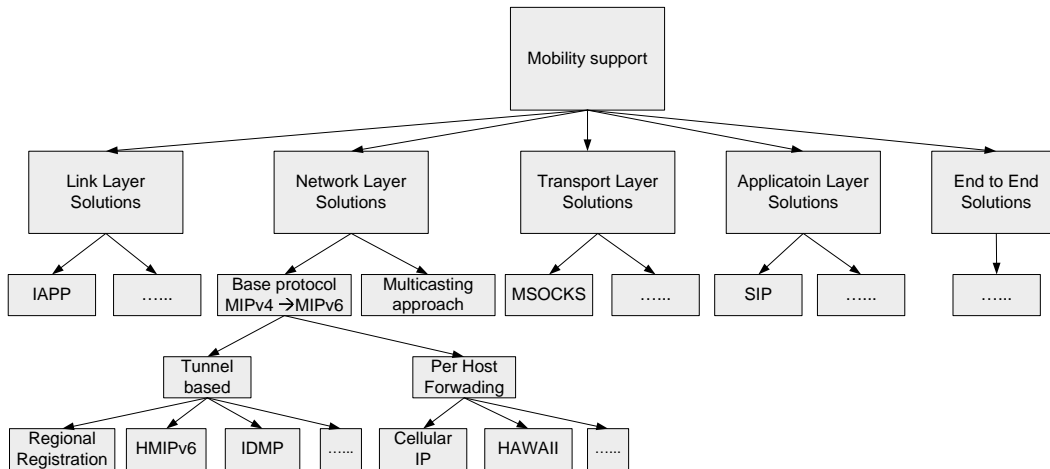 Mobility support
Link Layer
Solutions
Network Layer
Solutions
Transport Layer
Solutions
Applicatoin Layer
Solutions
End to End
Solutions
IAPP
…...
Base protocol
MIPv4 →MIPv6
Multicasting
approach
MSOCKS
…...
SIP
…...
…...
Tunnel
based
Per Host
Forwading
Regional
Registration
HMIPv6
IDMP
…...
Cellular
IP
HAWAII
…...